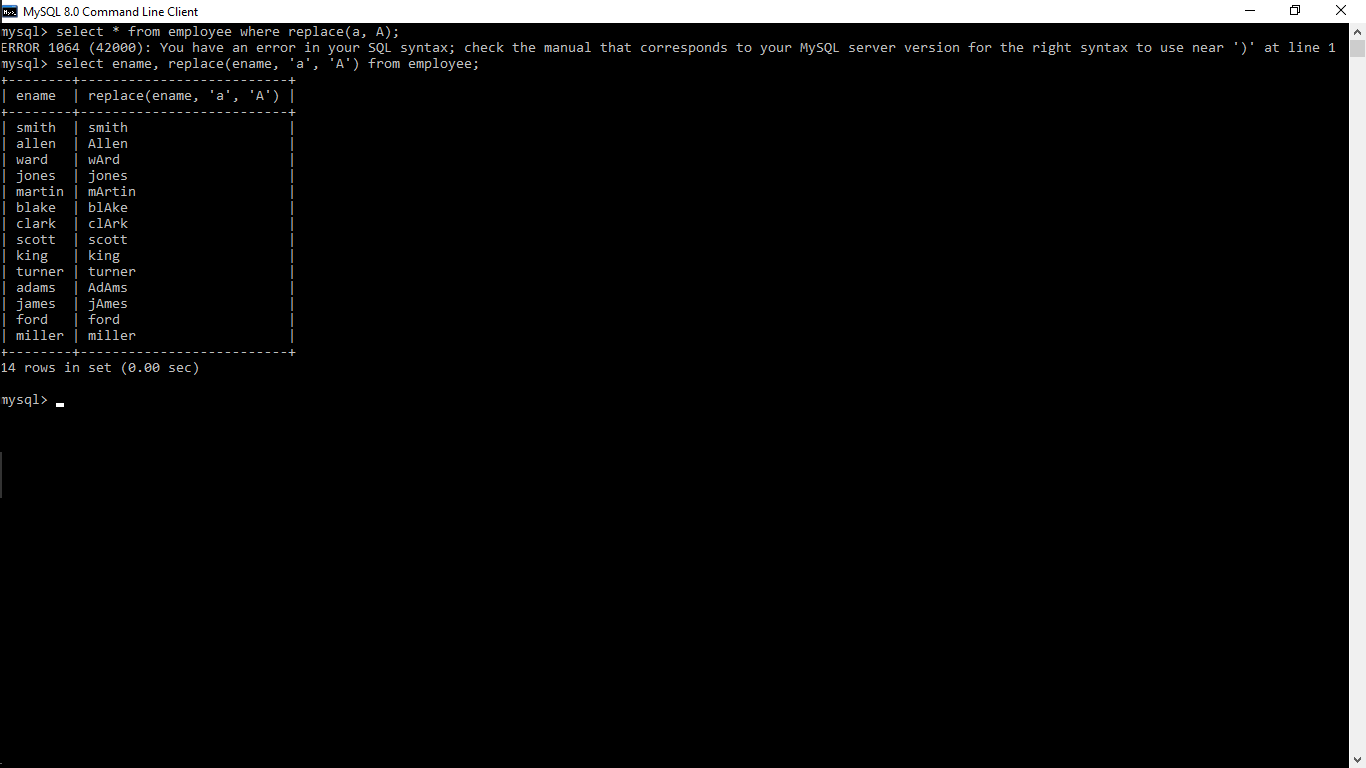 MySQL 8.0 Command Line Client
mysql> select * from employee where replace(a, A);
ERROR 1064 (42000): You have an error in your SQL syntax; check the manual that corresponds to your MySQL server version for the right syntax to use near ')' at line 1
mysql> select ename, replace(ename, 'a', 'A') from employee;
+--------+--------------------------+
| ename  | replace(ename, 'a', 'A') |
+--------+--------------------------+
| smith  | smith                    |
| allen  | Allen                    |
| ward   | wArd                     |
| jones  | jones                    |
| martin | mArtin                   |
| blake  | blAke                    |
| clark  | clArk                    |
| scott  | scott                    |
| king   | king                     |
| turner | turner                   |
| adams  | AdAms                    |
| james  | jAmes                    |
| ford   | ford                     |
| miller | miller                   |
+--------+--------------------------+
14 rows in set (0.00 sec)
mysql>